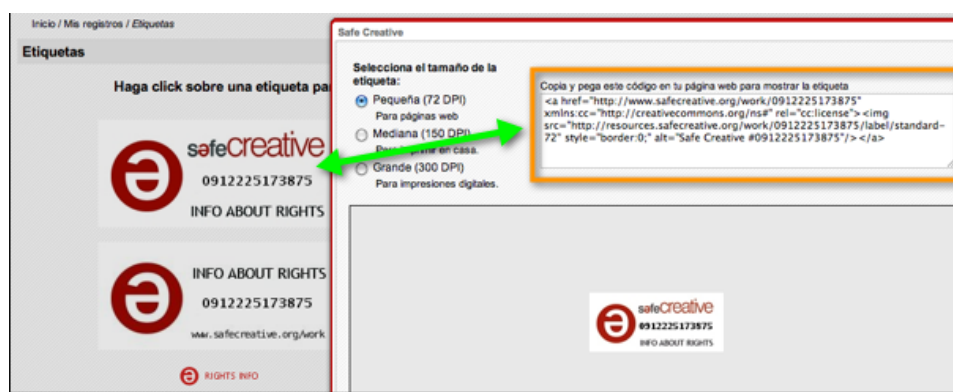 Inicio / Mis registros / Etiquetas
Etiquetas
Haga click sobre una etiqueta pa
safeCreative
0912225173875
INFO ABOUT RIGHTS
INFO ABOUT RIGHTS
0912225173875
www.safecreative.org/work
RIGHTS INFO
Safe Creative
Selecciona el tamaño de la
etiqueta:
Pequeña (72 DPI)
Para páginas web
Mediana (150 DPI)
Para imprimir en casa.
Grande (300 DPI)
Para impresiones digitales.
Copia y pega este código en tu página web para mostrar la etiqueta
<a href="http://www.safecreative.org/work/0912225173875"
xmlns:cc="http://creativecommons.org/ns#" rel="cc:license"><img
src="http://resources.safecreative.org/work/0912225173875/label/standard-
72" style="border:0;" alt="Safe Creative #0912225173875"/></a>
safeCreative
0912225173875
INFO ABOUT RIGHTS